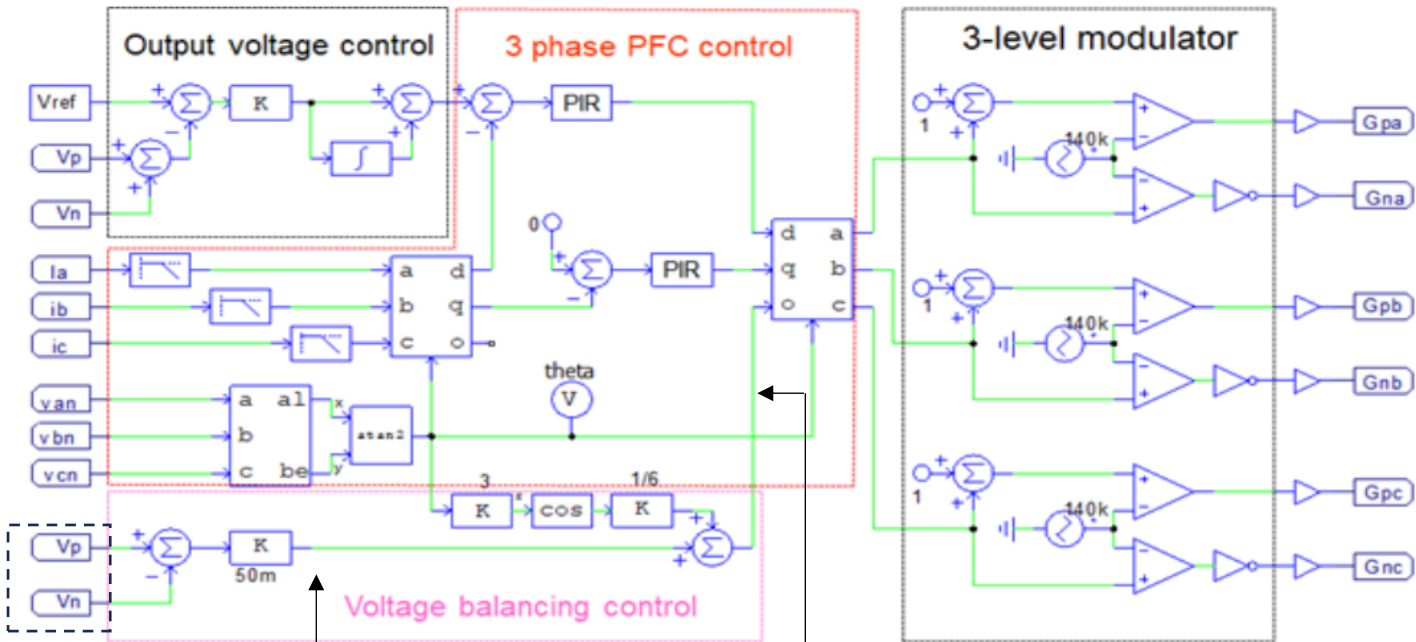 Output voltage control
3 phase PFC control
3-level modulator
Vref
K
Σ
Σ
Σ
PIR
Vp
Σ
∫
Vn
0
Σ
PIR
Ia
ib
ic
a d
b q
c o
d a
q b
o c
theta
V
van
vbn
vcn
a al
b
c be
x
y
atan2
3
K
x
cos
1/6
K
Vp
Vn
Σ
K
50m
Σ
Voltage balancing control
1
Σ
140k
+
−
−
+
Gpa
Gna
1
Σ
140k
+
−
−
+
Gpb
Gnb
1
Σ
140k
+
−
−
+
Gpc
Gnc